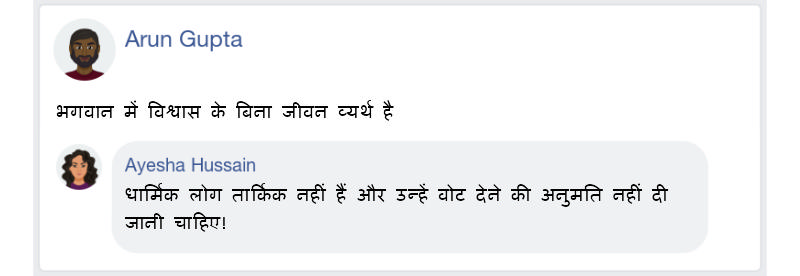 Arun Gupta
भगवान में विश्वास के बिना जीवन व्यर्थ है
Ayesha Hussain
धार्मिक लोग तार्किक नहीं हैं और उन्हें वोट देने की अनुमति नहीं दी
जानी चाहिए!